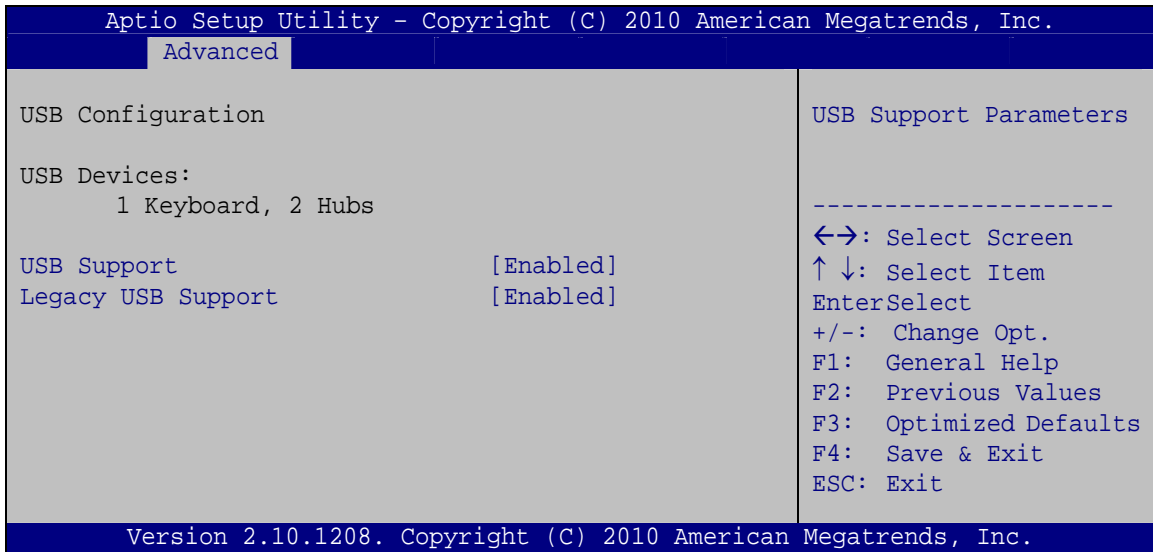 Aptio Setup Utility – Copyright (C) 2010 American Megatrends, Inc.
Advanced
USB Configuration
USB Devices:
1 Keyboard, 2 Hubs
USB Support [Enabled]
Legacy USB Support [Enabled]
USB Support Parameters
---------------------
←→: Select Screen
↑ ↓: Select Item
EnterSelect
+/-: Change Opt.
F1: General Help
F2: Previous Values
F3: Optimized Defaults
F4: Save & Exit
ESC: Exit
Version 2.10.1208. Copyright (C) 2010 American Megatrends, Inc.